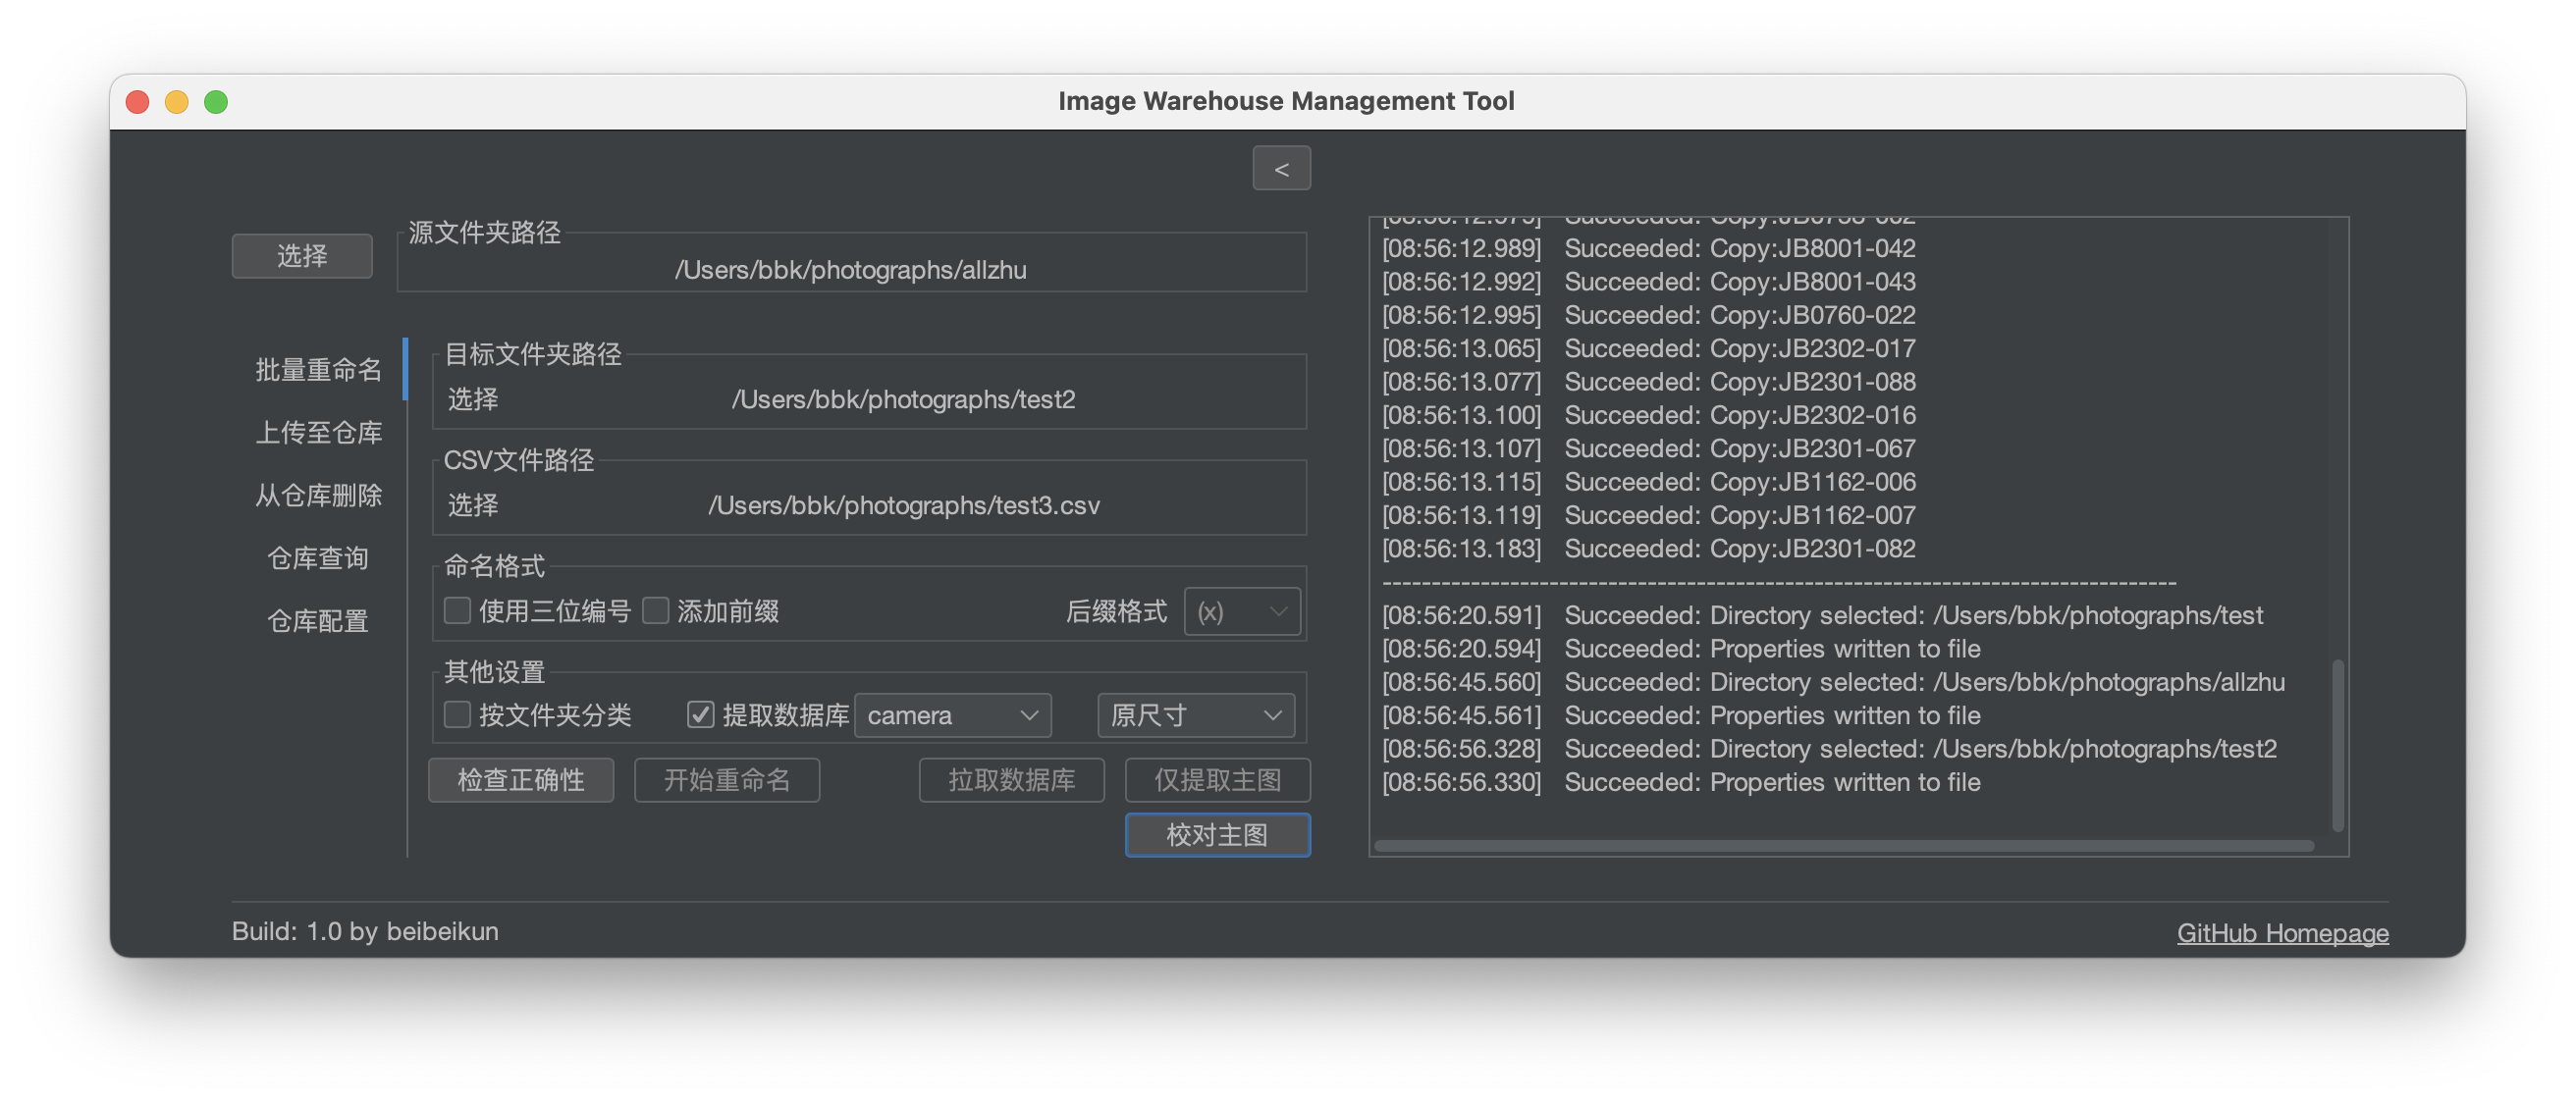 Image Warehouse Management Tool
<
选择
源文件夹路径
/Users/bbk/photographs/allzhu
批量重命名
上传至仓库
从仓库删除
仓库查询
仓库配置
目标文件夹路径
选择 /Users/bbk/photographs/test2
CSV文件路径
选择 /Users/bbk/photographs/test3.csv
命名格式
使用三位编号 添加前缀 后缀格式 (x)
其他设置
按文件夹分类 提取数据库 camera 原尺寸
检查正确性 开始重命名 拉取数据库 仅提取主图
校对主图
[08:56:12.989] Succeeded: Copy:JB8001-042
[08:56:12.992] Succeeded: Copy:JB8001-043
[08:56:12.995] Succeeded: Copy:JB0760-022
[08:56:13.065] Succeeded: Copy:JB2302-017
[08:56:13.077] Succeeded: Copy:JB2301-088
[08:56:13.100] Succeeded: Copy:JB2302-016
[08:56:13.107] Succeeded: Copy:JB2301-067
[08:56:13.115] Succeeded: Copy:JB1162-006
[08:56:13.119] Succeeded: Copy:JB1162-007
[08:56:13.183] Succeeded: Copy:JB2301-082
--------------------------------------------------------------------------------
[08:56:20.591] Succeeded: Directory selected: /Users/bbk/photographs/test
[08:56:20.594] Succeeded: Properties written to file
[08:56:45.560] Succeeded: Directory selected: /Users/bbk/photographs/allzhu
[08:56:45.561] Succeeded: Properties written to file
[08:56:56.328] Succeeded: Directory selected: /Users/bbk/photographs/test2
[08:56:56.330] Succeeded: Properties written to file
Build: 1.0 by beibeikun
GitHub Homepage